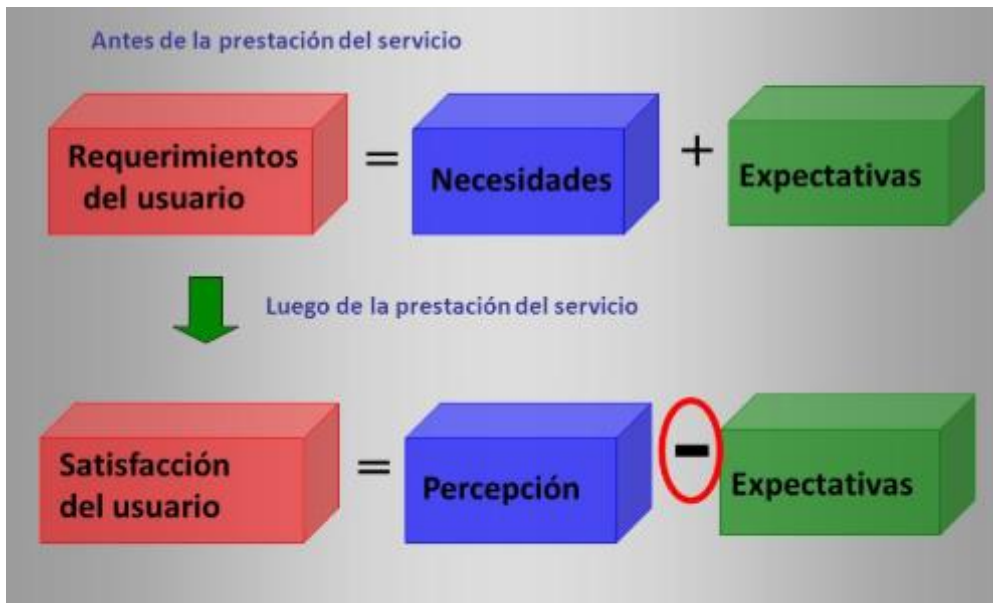 Antes de la prestación del servicio
Requerimientos
del usuario
=
Necesidades
+
Expectativas
Luego de la prestación del servicio
Satisfacción
del usuario
=
Percepción
-
Expectativas